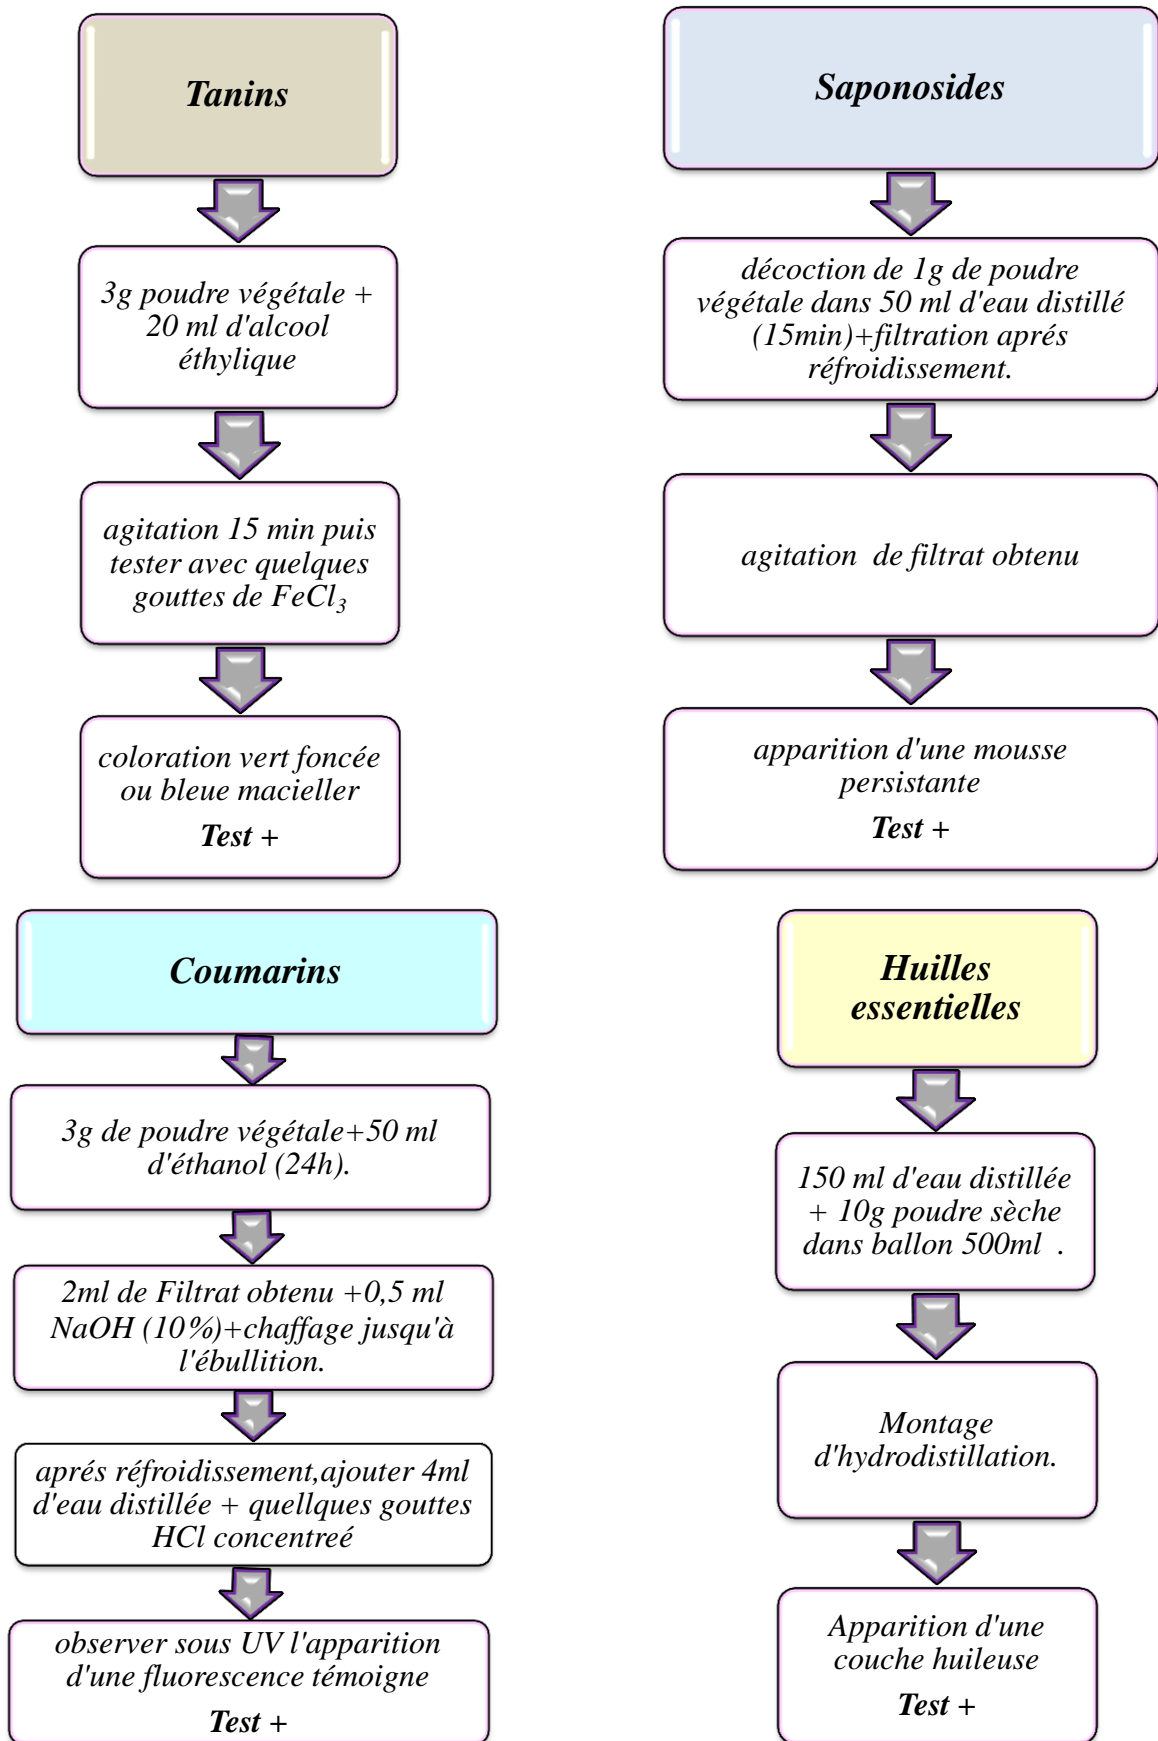 Tanins
3g poudre végétale +
20 ml d'alcool
éthylique
agitation 15 min puis
tester avec quelques
gouttes de FeCl₃
coloration vert foncée
ou bleue macieller
Test +
Saponosides
décoction de 1g de poudre
végétale dans 50 ml d'eau distillé
(15min)+filtration aprés
réfroidissement.
agitation de filtrat obtenu
apparition d'une mousse
persistante
Test +
Coumarins
3g de poudre végétale+50 ml
d'éthanol (24h).
2ml de Filtrat obtenu +0,5 ml
NaOH (10%)+chaffage jusqu'à
l'ébullition.
aprés réfroidissement,ajouter 4ml
d'eau distillée + quellques gouttes
HCl concentreé
observer sous UV l'apparition
d'une fluorescence témoigne
Test +
Huilles
essentielles
150 ml d'eau distillée
+ 10g poudre sèche
dans ballon 500ml .
Montage
d'hydrodistillation.
Apparition d'une
couche huileuse
Test +